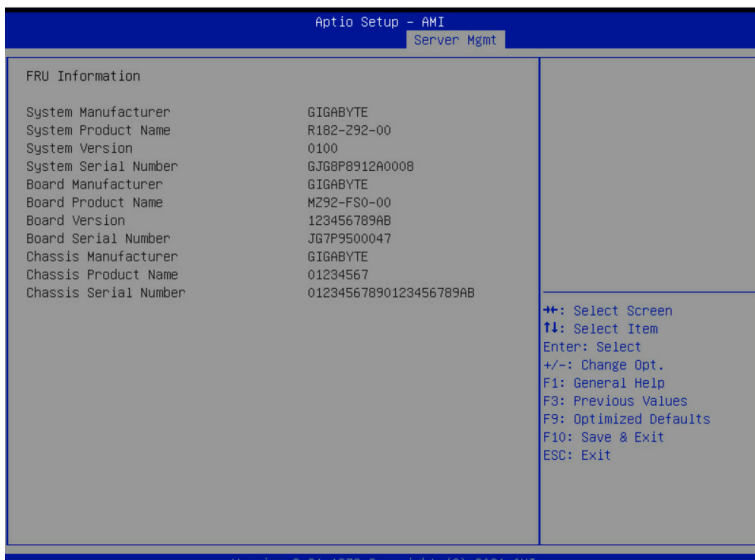 Aptio Setup – AMI
Server Mgmt
FRU Information
System Manufacturer GIGABYTE
System Product Name R182-Z92-00
System Version 0100
System Serial Number GJG8P8912A0008
Board Manufacturer GIGABYTE
Board Product Name MZ92-FS0-00
Board Version 123456789AB
Board Serial Number JG7P9500047
Chassis Manufacturer GIGABYTE
Chassis Product Name 01234567
Chassis Serial Number 01234567890123456789AB
→←: Select Screen
↑↓: Select Item
Enter: Select
+/-: Change Opt.
F1: General Help
F3: Previous Values
F9: Optimized Defaults
F10: Save & Exit
ESC: Exit